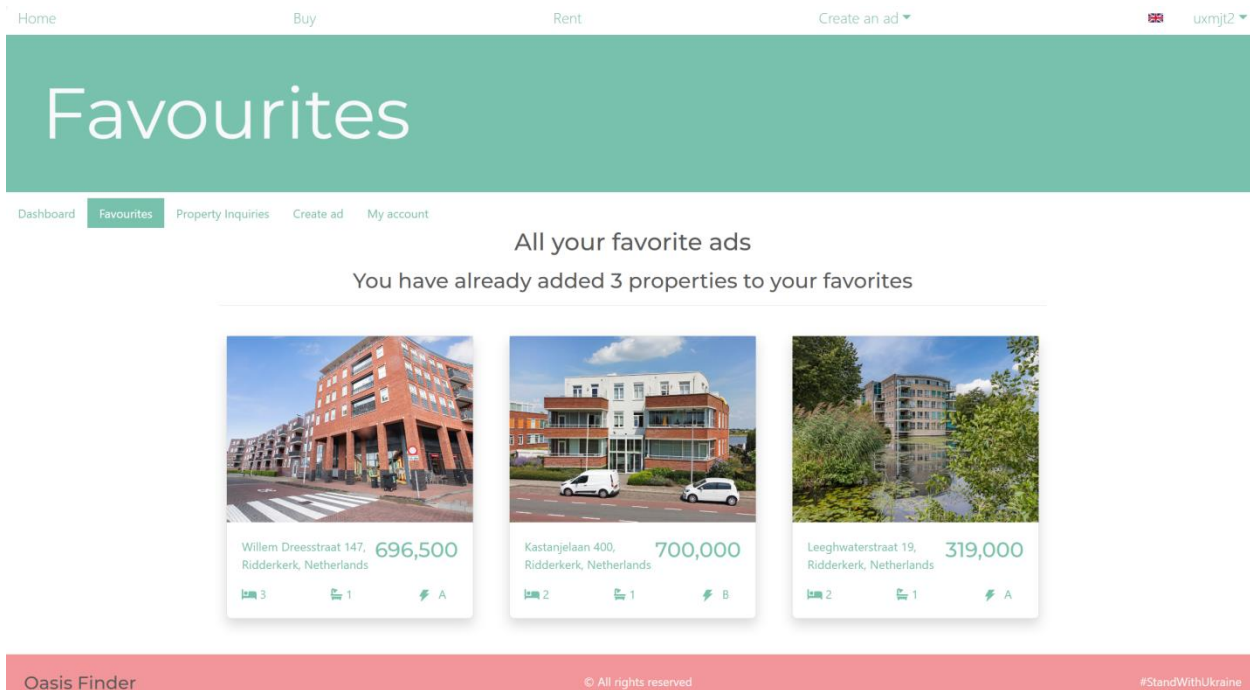 Home Buy Rent Create an ad uxmjt2
Favourites
Dashboard Favourites Property Inquiries Create ad My account
All your favorite ads
You have already added 3 properties to your favorites
Willem Dreesstraat 147,
Ridderkerk, Netherlands
696,500
3 1 A
Kastanjelaan 400,
Ridderkerk, Netherlands
700,000
2 1 B
Leeghwaterstraat 19,
Ridderkerk, Netherlands
319,000
2 1 A
Oasis Finder © All rights reserved #StandWithUkraine